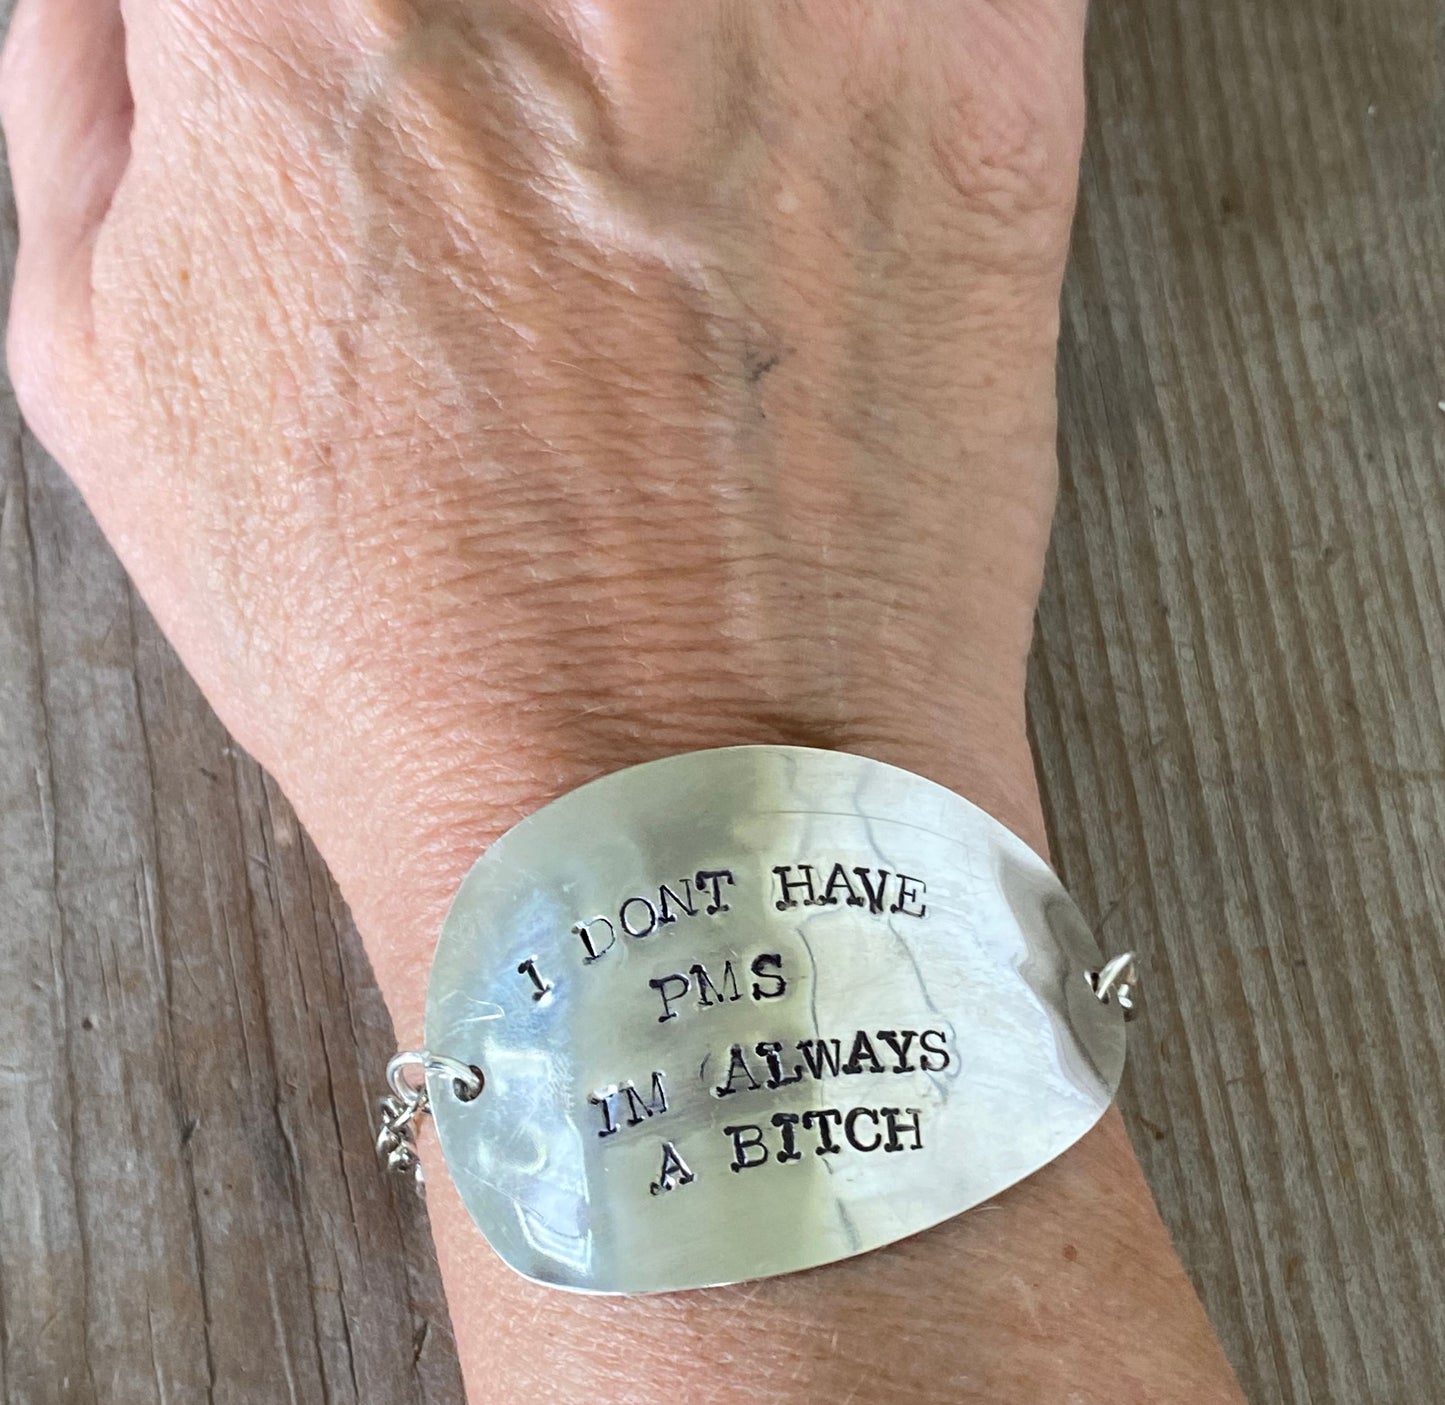 I DONT HAVE
PMS
IM ALWAYS
A BITCH